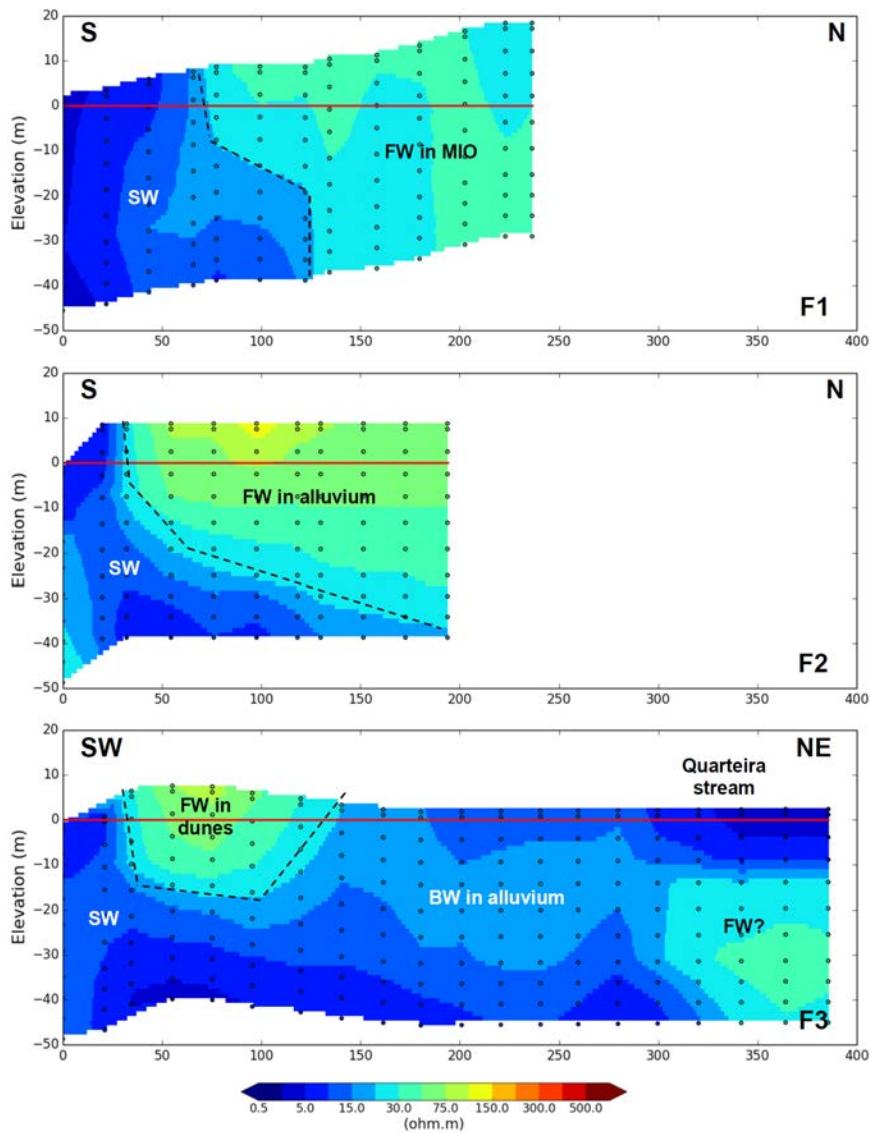 S
N
20
10
0
−10
−20
−30
−40
−50
Elevation (m)
SW
FW in MIO
F1
0
50
100
150
200
250
300
350
400
S
N
20
10
0
−10
−20
−30
−40
−50
Elevation (m)
FW in alluvium
SW
F2
0
50
100
150
200
250
300
350
400
SW
NE
20
10
0
−10
−20
−30
−40
−50
Elevation (m)
Quarteira
stream
FW in
dunes
SW
BW in alluvium
FW?
F3
0
50
100
150
200
250
300
350
400
0.5
5.0
15.0
30.0
75.0
150.0
300.0
500.0
(ohm.m)